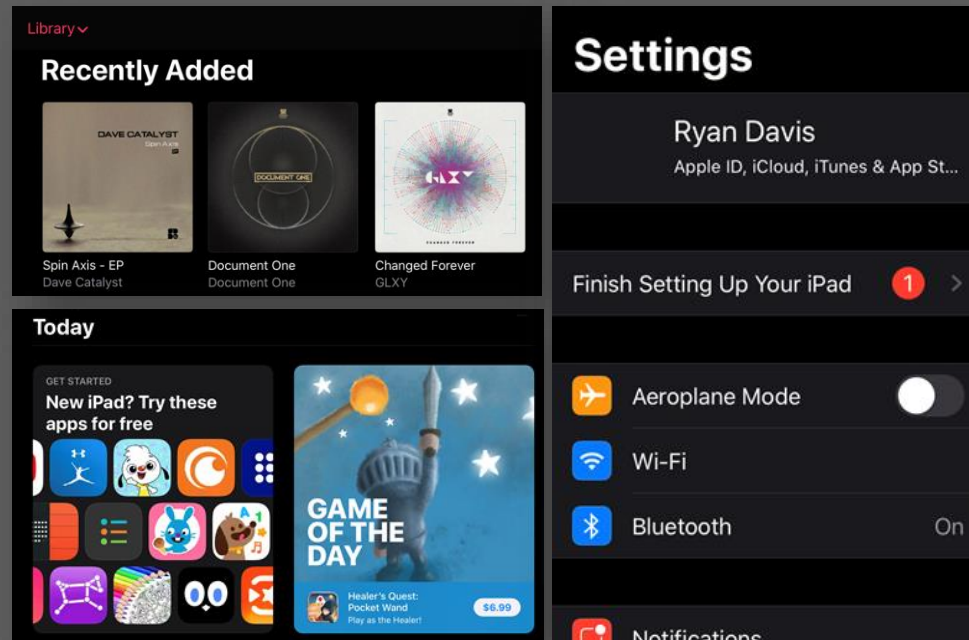 Library
Recently Added
DAVE CATALYST
Spin Axis
DOCUMENT ONE
GLXY
CHANGED FOREVER
Spin Axis - EP
Dave Catalyst
Document One
Document One
Changed Forever
GLXY
Today
GET STARTED
New iPad? Try these
apps for free
A
1
GAME
OF THE
DAY
Healer's Quest:
Pocket Wand
Play as the Healer!
$6.99
Settings
Ryan Davis
Apple ID, iCloud, iTunes & App St...
Finish Setting Up Your iPad
1
Aeroplane Mode
Wi-Fi
Bluetooth
On
Notifications